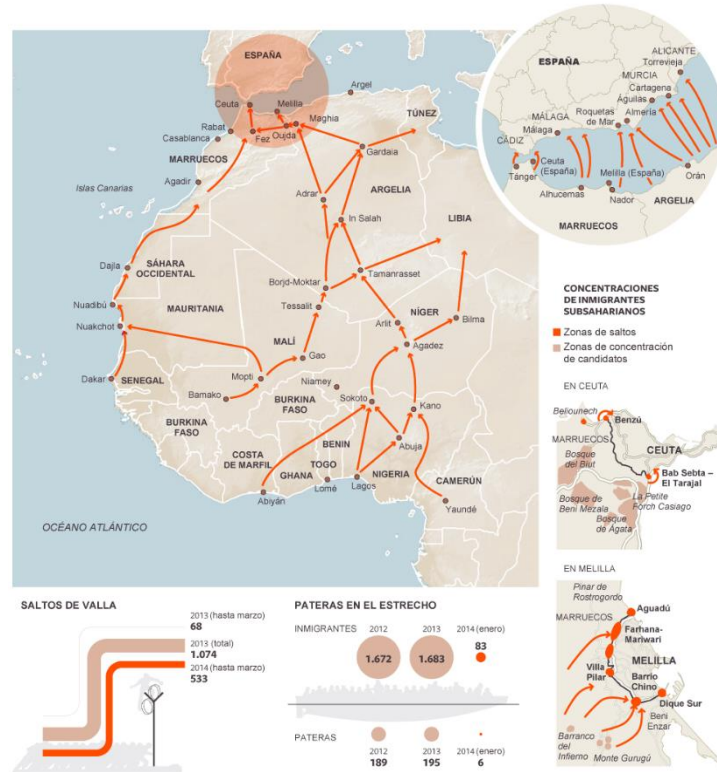 ESPAÑA
Ceuta
Melilla
Argel
Maghia
Rabat
Oujda
Fez
Casablanca
TÚNEZ
MARRUECOS
Gardaia
Islas Canarias
Agadir
Adrar
ARGELIA
In Salah
LIBIA
Dajla
SÁHARA
OCCIDENTAL
Borjd-Moktar
Tamanrasset
Nuadibú
MAURITANIA
Tessalit
NÍGER
Nuakchot
Arlit
Bilma
MALÍ
Agadez
Gao
Dakar
SENEGAL
Mopti
Niamey
Bamako
BURKINA
FASO
Sokoto
Kano
BURKINA
FASO
BENIN
Abuja
COSTA
DE MARFIL
TOGO
GHANA
NIGERIA
CAMERÚN
Lomé
Lagos
Abiyán
Yaundé
OCÉANO ATLÁNTICO
ESPAÑA
ALICANTE
Torrevieja
MURCIA
Cartagena
Águilas
Roquetas
de Mar
Almería
MÁLAGA
Málaga
CÁDIZ
Ceuta
(España)
Tánger
Melilla (España)
Orán
Alhucemas
Nador
ARGELIA
MARRUECOS
CONCENTRACIONES
DE INMIGRANTES
SUBSAHARIANOS
Zonas de saltos
Zonas de concentración
de candidatos
EN CEUTA
Beliounech
Benzú
MARRUECOS
CEUTA
Bosque
del Biut
Bab Sebta –
El Tarajal
Bosque de
Beni Mezala
La Petite
Forch Casiago
Bosque
de Agata
EN MELILLA
Pinar de
Rostrogordo
MARRUECOS
Aguadú
Farhana-
Mariwari
MELILLA
Villa
Pilar
Barrio
Chino
Dique Sur
Beni
Enzar
Barranco
del Infierno
Monte Gurugú
SALTOS DE VALLA
2013 (hasta marzo)
68
2013 (total)
1.074
2014 (hasta marzo)
533
PATERAS EN EL ESTRECHO
INMIGRANTES
2012
2013
2014 (enero)
1.672
1.683
83
PATERAS
2012
2013
2014 (enero)
189
195
6